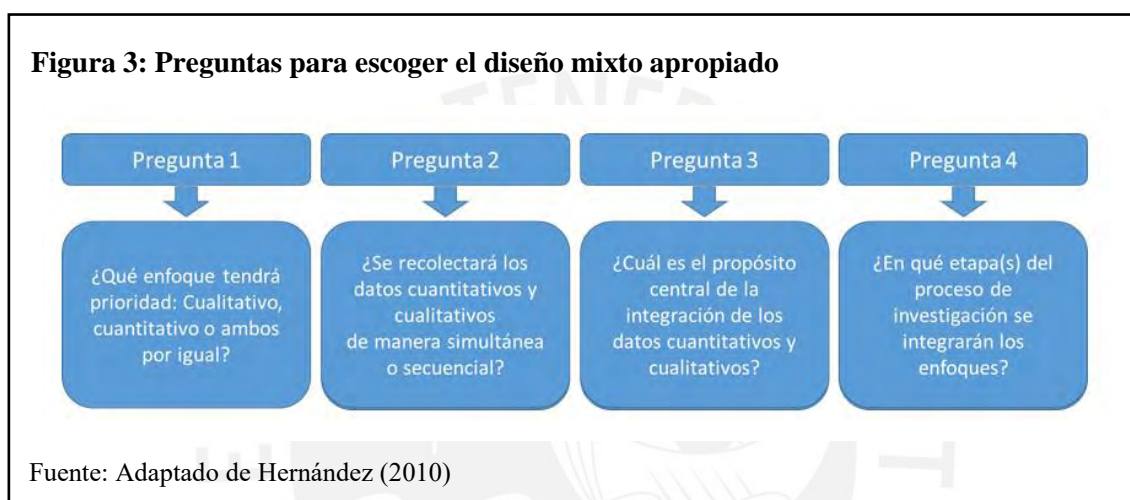 Figura 3: Preguntas para escoger el diseño mixto apropiado
Pregunta 1
¿Qué enfoque tendrá
prioridad: Cualitativo,
cuantitativo o ambos
por igual?
Pregunta 2
¿Se recolectará los
datos cuantitativos y
cualitativos
de manera simultánea
o secuencial?
Pregunta 3
¿Cuál es el propósito
central de la
integración de los
datos cuantitativos y
cualitativos?
Pregunta 4
¿En qué etapa(s) del
proceso de
investigación se
integrarán los
enfoques?
Fuente: Adaptado de Hernández (2010)